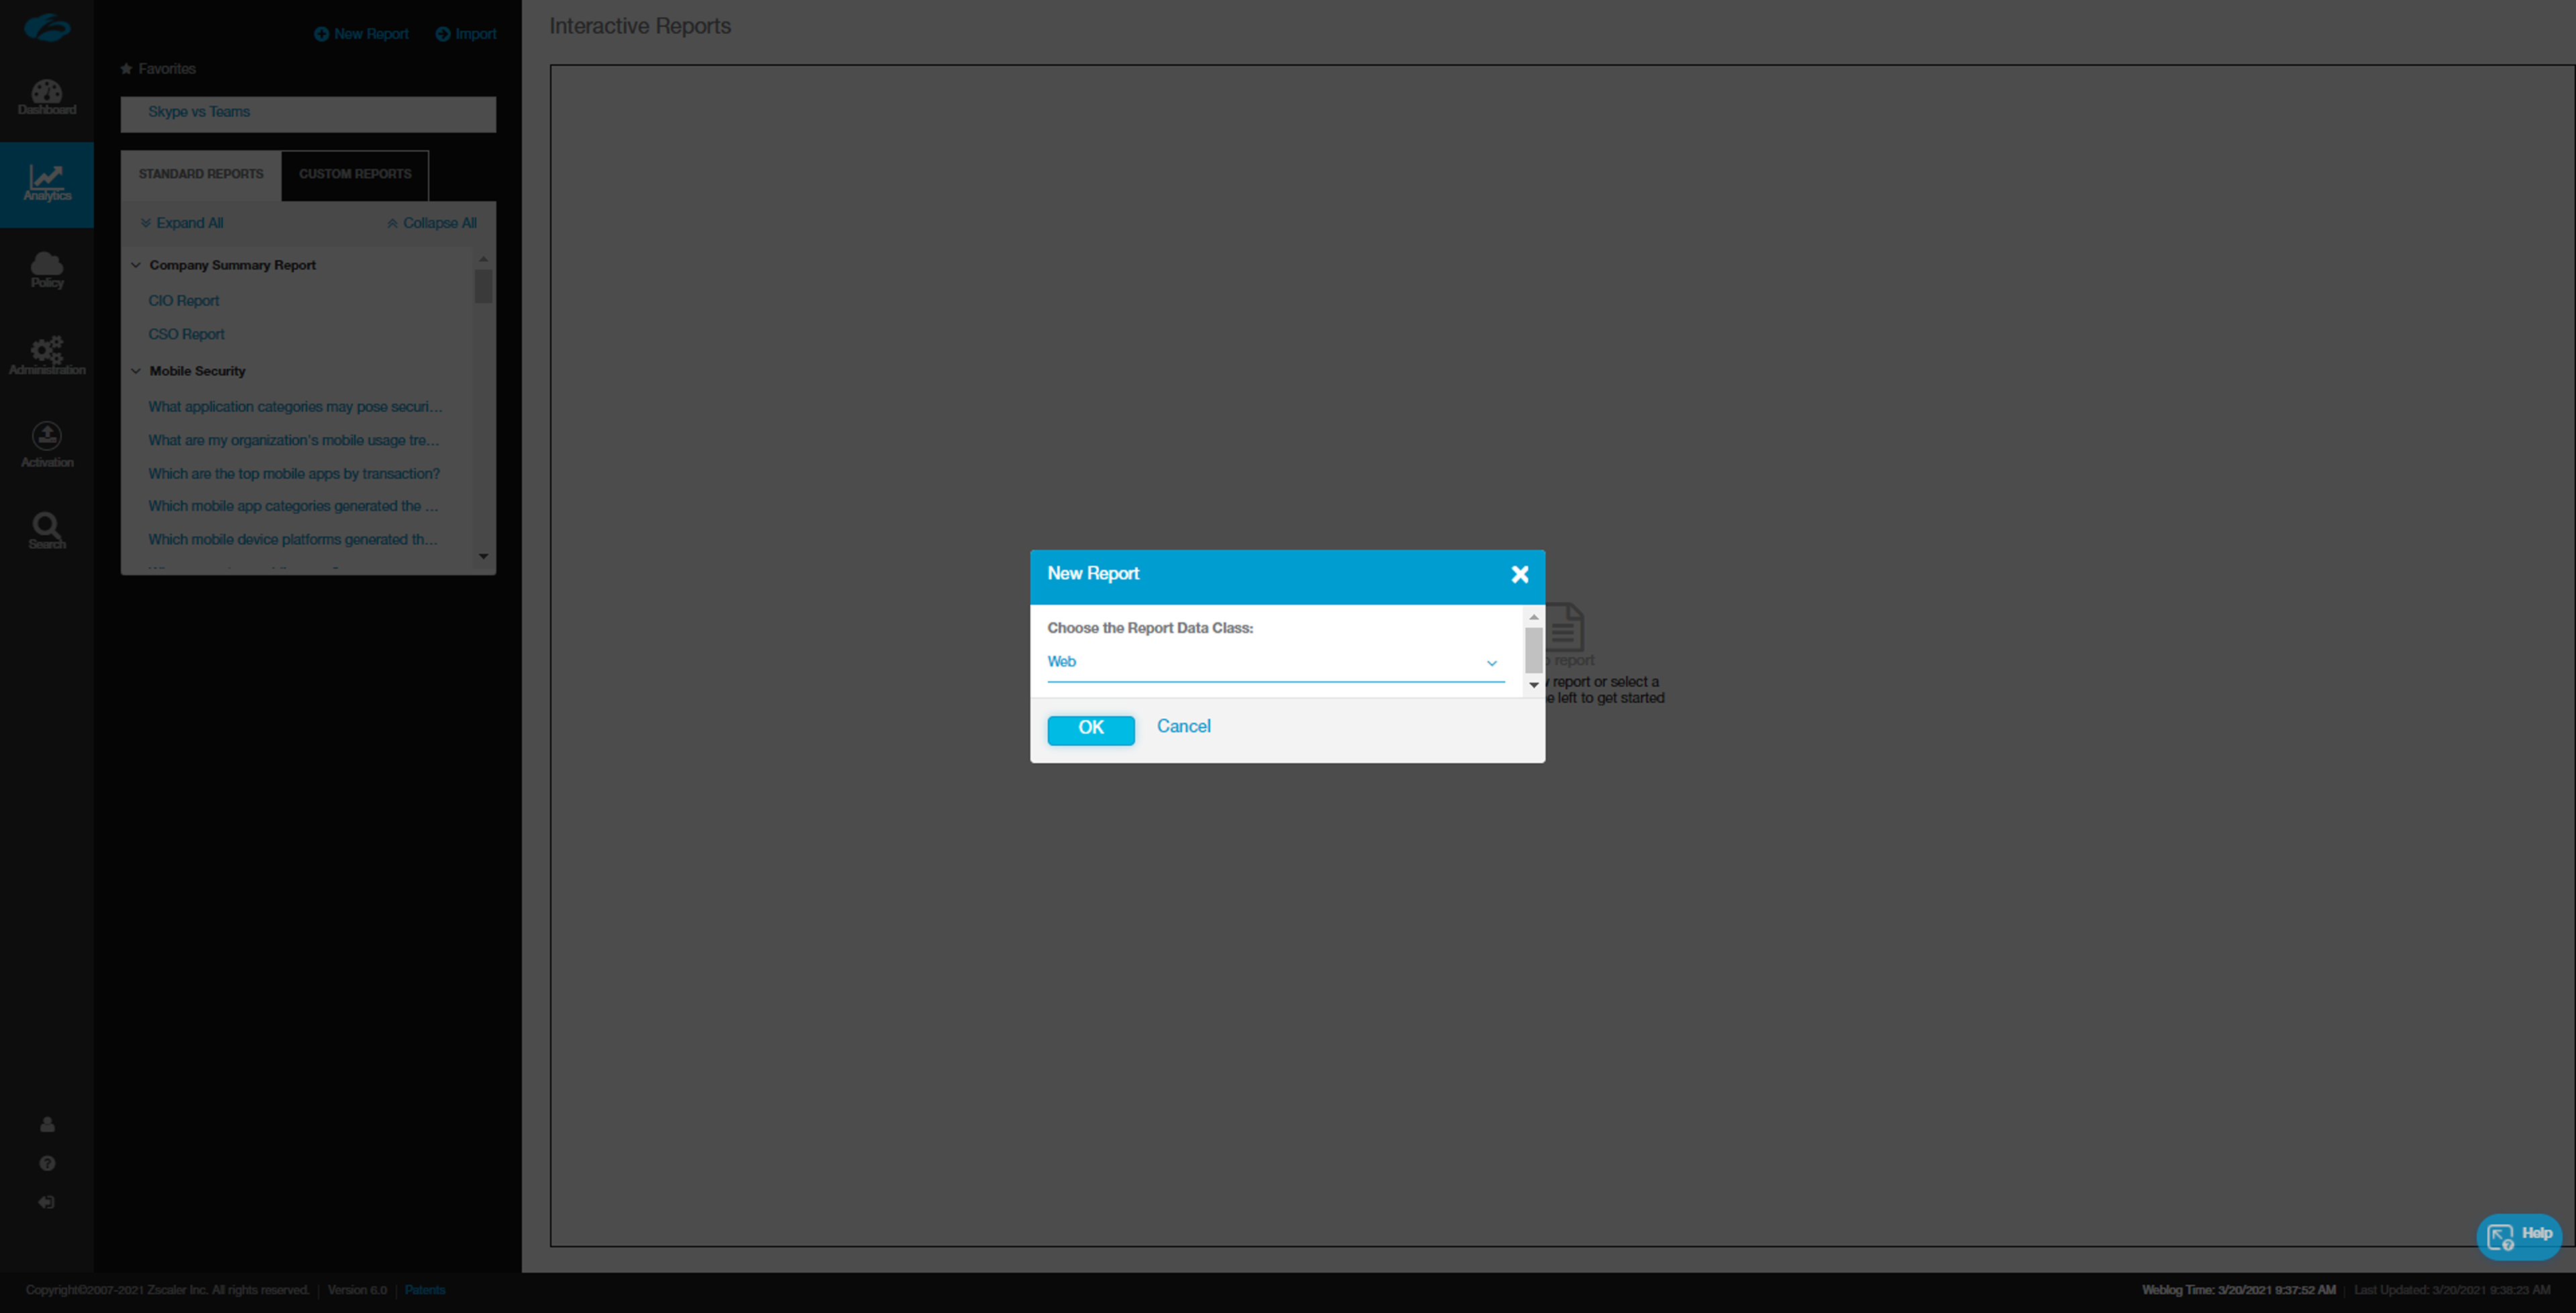 New Report
Import
Favorites
Skype vs Teams
STANDARD REPORTS
CUSTOM REPORTS
Expand All
Collapse All
Company Summary Report
CIO Report
CSO Report
Mobile Security
What application categories may pose securi...
What are my organization's mobile usage tre...
Which are the top mobile apps by transaction?
Which mobile app categories generated the ...
Which mobile device platforms generated th...
Dashboard
Analytics
Policy
Administration
Activation
Search
Interactive Reports
report
report or select a
left to get started
New Report
Choose the Report Data Class:
Web
OK
Cancel
Help
Copyright©2007-2021 Zscaler Inc. All rights reserved. | Version 6.0 | Patents
Weblog Time: 3/20/2021 9:37:52 AM | Last Updated: 3/20/2021 9:38:23 AM